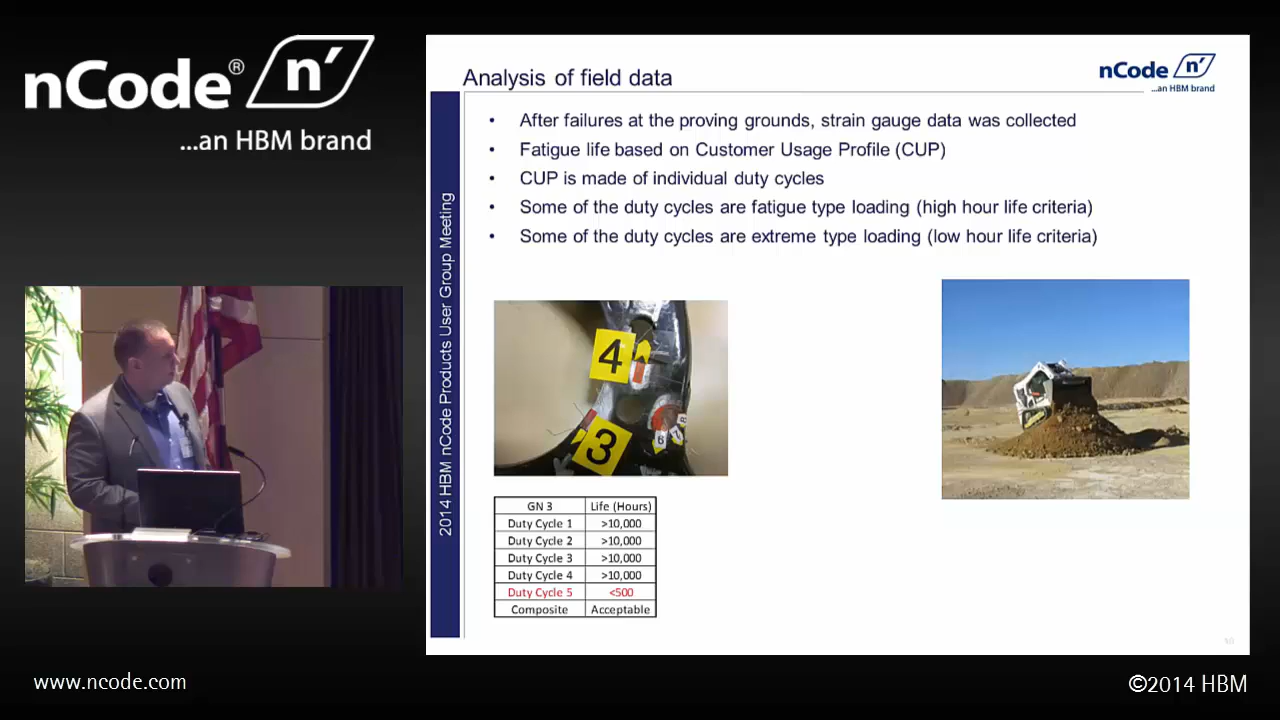 nCode® n'
...an HBM brand
Analysis of field data
nCode n'
...an HBM brand
• After failures at the proving grounds, strain gauge data was collected
• Fatigue life based on Customer Usage Profile (CUP)
• CUP is made of individual duty cycles
• Some of the duty cycles are fatigue type loading (high hour life criteria)
• Some of the duty cycles are extreme type loading (low hour life criteria)
2014 HBM nCode Products User Group Meeting
4
3
6
GN 3 Life (Hours)
Duty Cycle 1 >10,000
Duty Cycle 2 >10,000
Duty Cycle 3 >10,000
Duty Cycle 4 >10,000
Duty Cycle 5 <500
Composite Acceptable
www.ncode.com
©2014 HBM